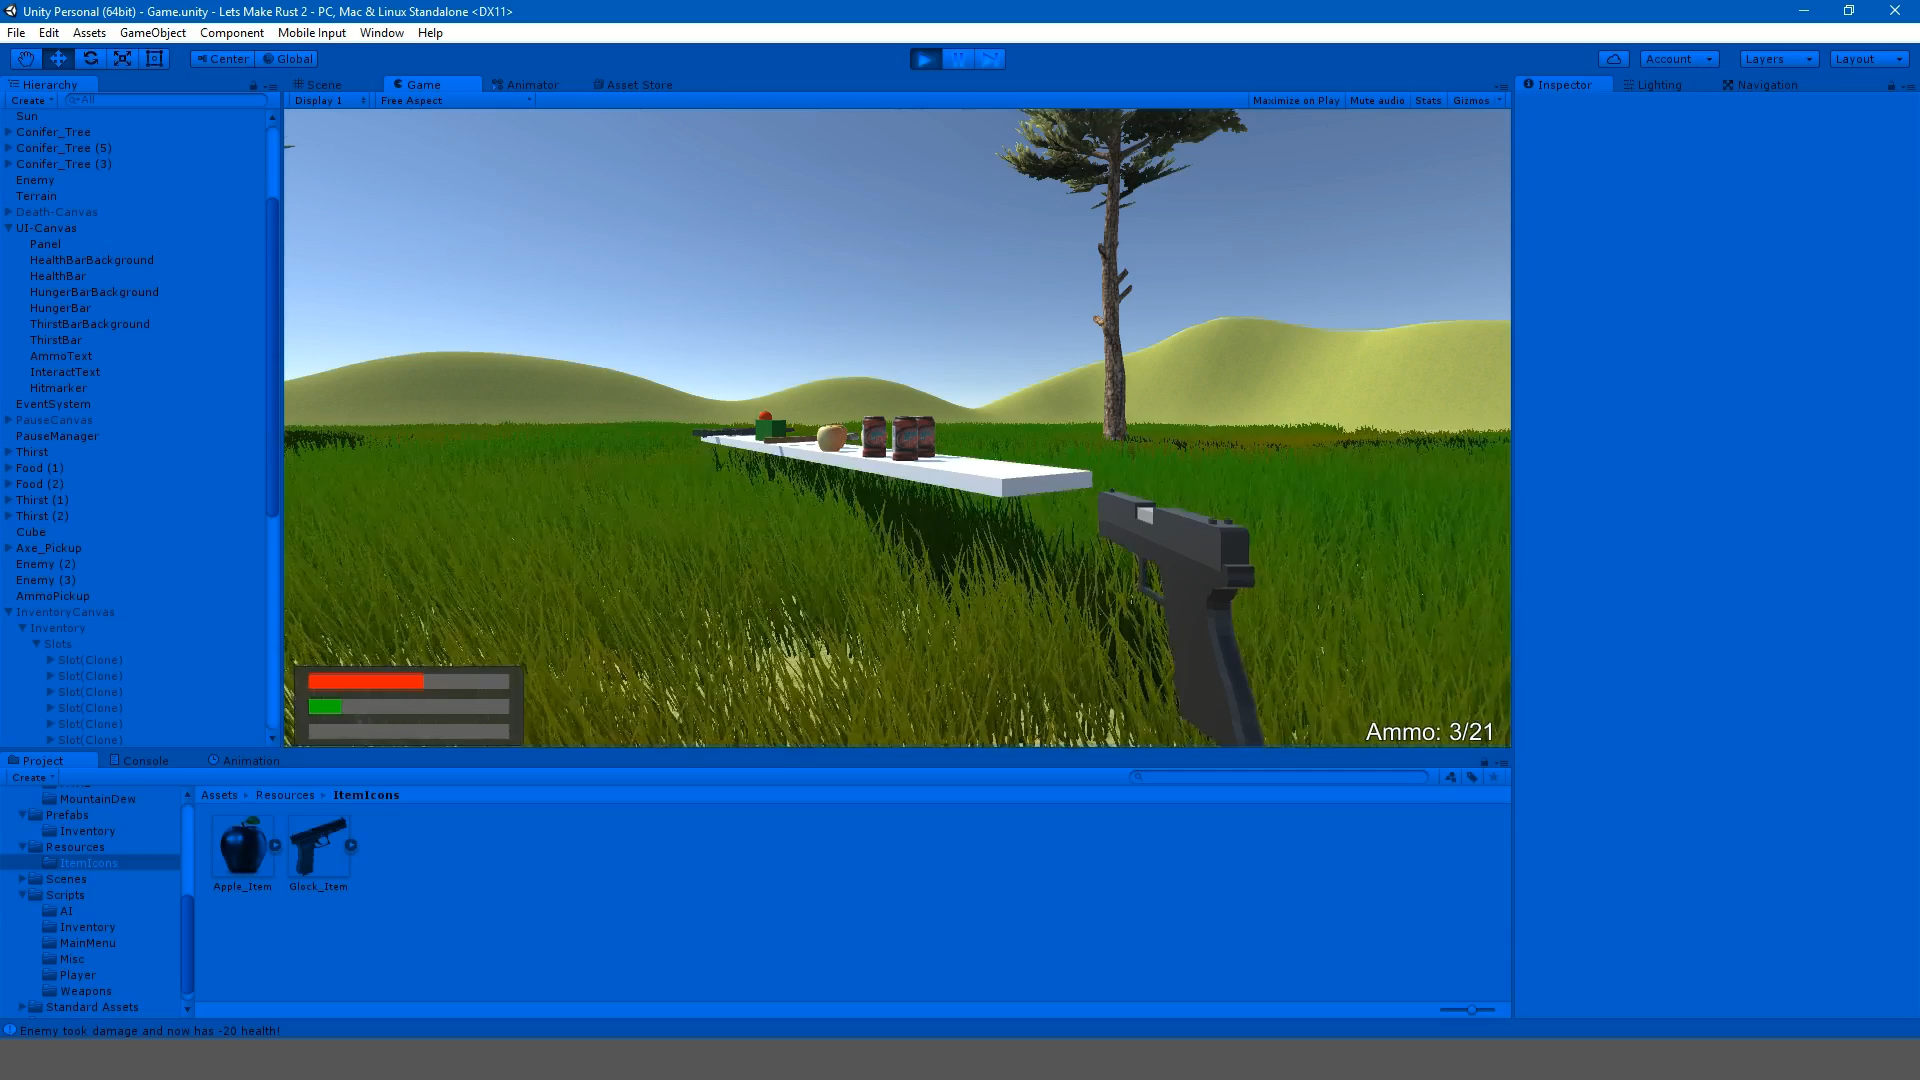 Unity Personal (64bit) - Game.unity - Lets Make Rust 2 - PC, Mac & Linux Standalone <DX11>
File Edit Assets GameObject Component Mobile Input Window Help
Center Global Account Layers Layout
Hierarchy Scene Game Animator Asset Store Inspector Lighting Navigation
Create All Display 1 Free Aspect Maximize on Play Mute audio Stats Gizmos
Sun
Conifer_Tree
Conifer_Tree (5)
Conifer_Tree (3)
Enemy
Terrain
Death-Canvas
UI-Canvas
Panel
HealthBarBackground
HealthBar
HungerBarBackground
HungerBar
ThirstBarBackground
ThirstBar
AmmoText
InteractText
Hitmarker
EventSystem
PauseCanvas
PauseManager
Thirst
Food (1)
Food (2)
Thirst (1)
Thirst (2)
Cube
Axe_Pickup
Enemy (2)
Enemy (3)
AmmoPickup
InventoryCanvas
Inventory
Slots
Slot(Clone)
Slot(Clone)
Slot(Clone)
Slot(Clone)
Slot(Clone)
Slot(Clone)
Ammo: 3/21
Project Console Animation
Create
MountainDew
Prefabs
Inventory
Resources
ItemIcons
Scenes
Scripts
AI
Inventory
MainMenu
Misc
Player
Weapons
Standard Assets
Assets Resources ItemIcons
Apple_Item Glock_Item
Enemy took damage and now has -20 health!